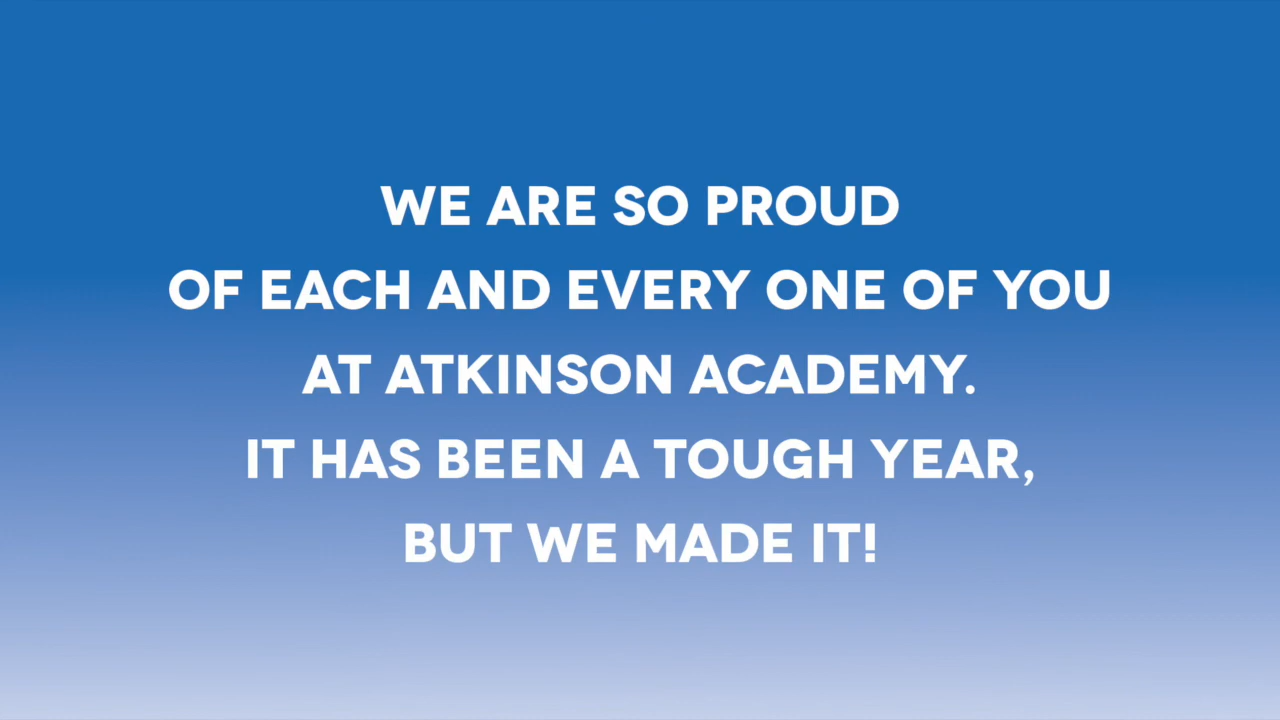 WE ARE SO PROUD
OF EACH AND EVERY ONE OF YOU
AT ATKINSON ACADEMY.
IT HAS BEEN A TOUGH YEAR,
BUT WE MADE IT!